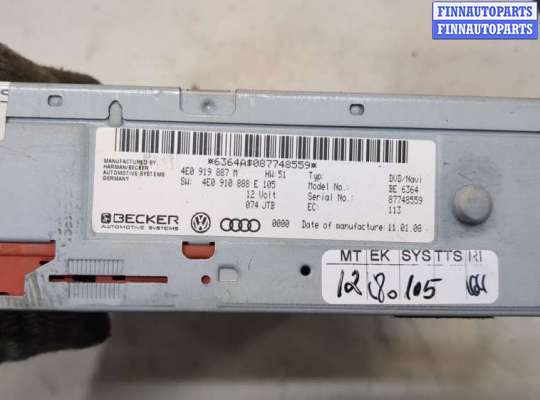 FINNAUTOPARTS
FINNAUTOPARTS
*6364A$087748559*
MANUFACTURED BY
HARMAN/BECKER
AUTOMOTIVE SYSTEMS
GERMANY
4E0 919 887 M HW:51 Typ: DVD/Navi
SW: 4E0 910 888 E 105 Model No.: BE 6364
12 Volt Serial No.: 87748559
074 JTB EC: 113
BECKER
AUTOMOTIVE SYSTEMS
0000 Date of manufacture: 11.01.08
MT EK SYS TTS RI
12 80 105